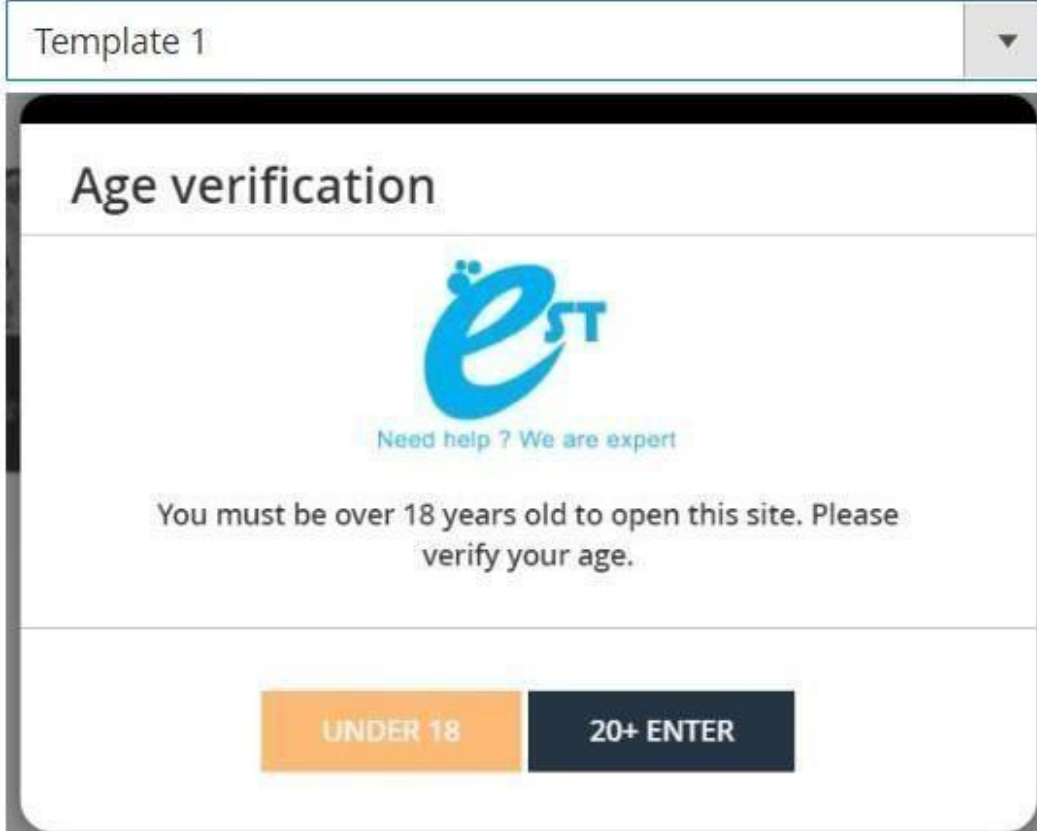 Template 1
Age verification
eST
Need help ? We are expert
You must be over 18 years old to open this site. Please
verify your age.
UNDER 18
20+ ENTER